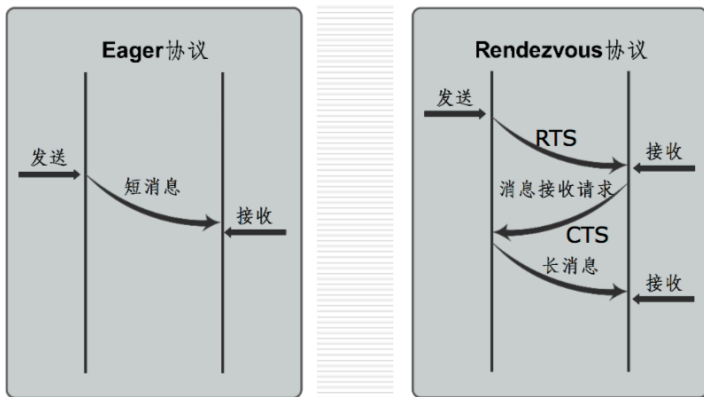 Eager协议
发送
短消息
接收
Rendezvous协议
发送
RTS
接收
消息接收请求
CTS
长消息
接收